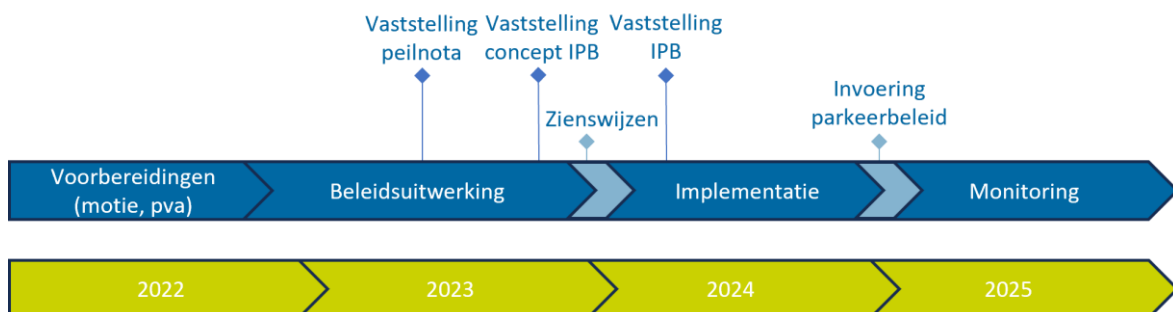 Vaststelling
peilnota
Vaststelling
concept IPB
Vaststelling
IPB
Zienswijzen
Invoering
parkeerbeleid
Voorbereidingen
(motie, pva)
Beleidsuitwerking
Implementatie
Monitoring
2022
2023
2024
2025